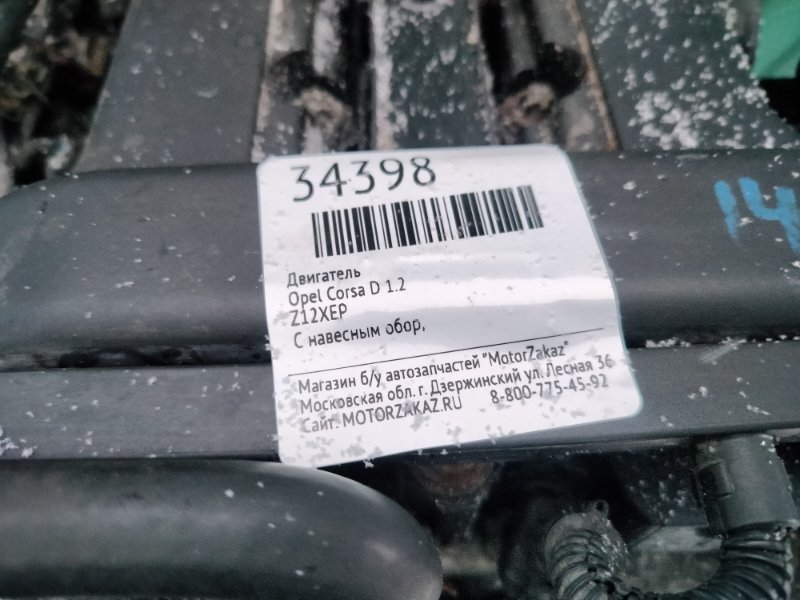 34398
Двигатель
Opel Corsa D 1.2
Z12XEP
С навесным обор,
Магазин б/у автозапчастей "MotorZakaz"
Московская обл. г. Дзержинский ул. Лесная 36
Сайт: MOTORZAKAZ.RU 8-800-775-45-92
14